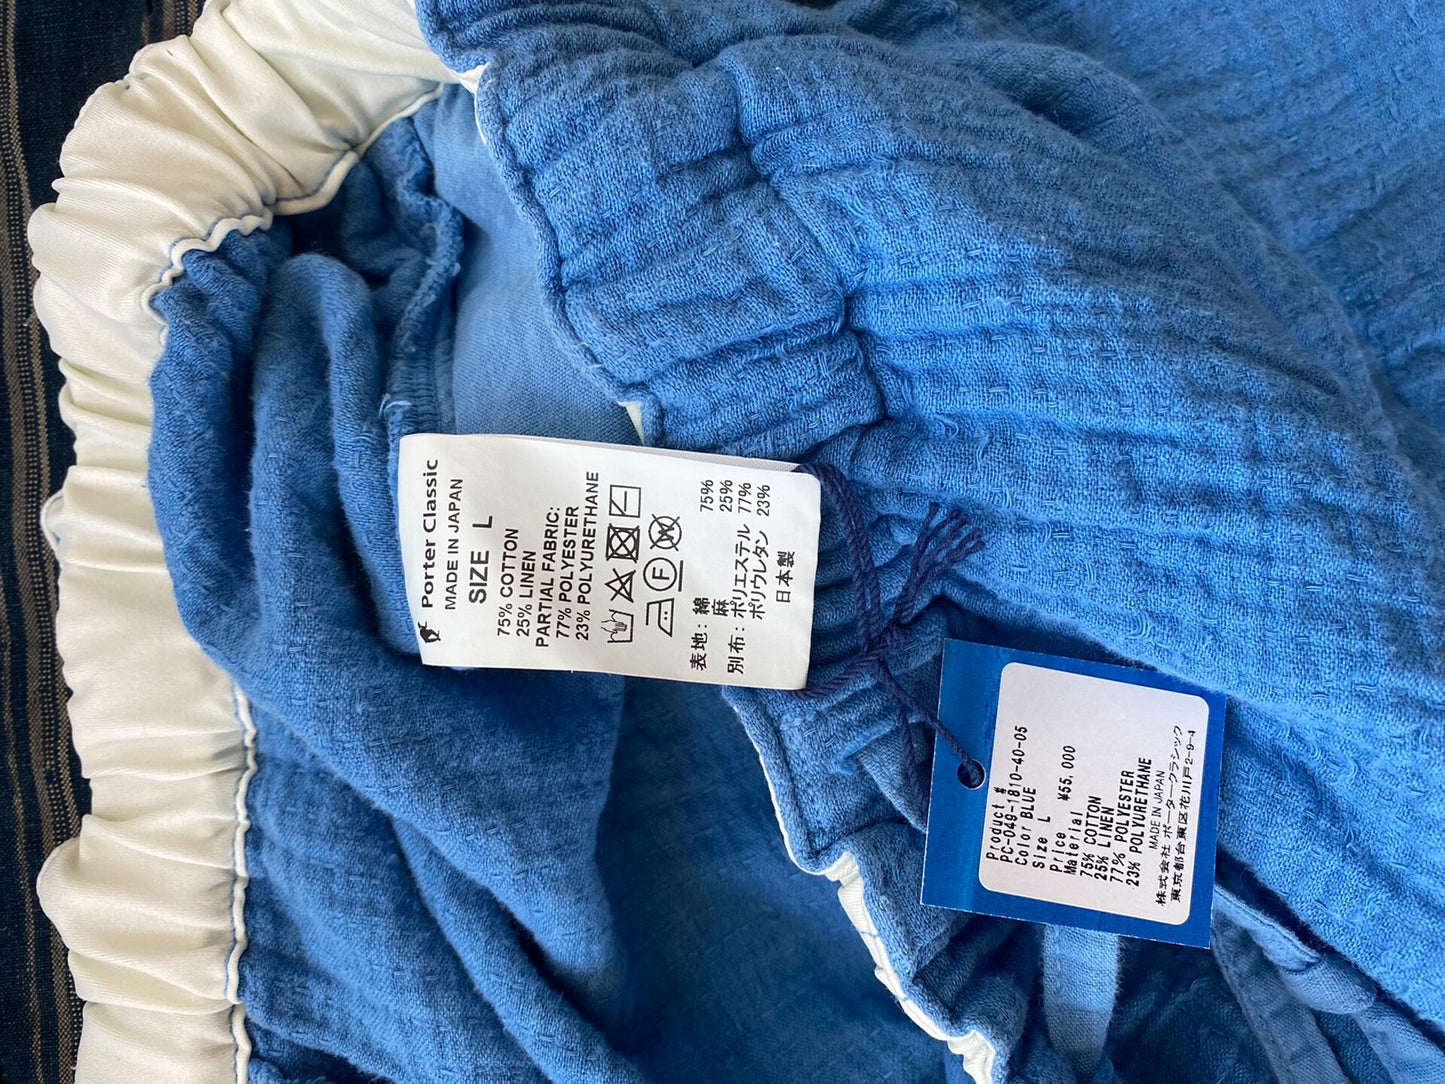 Porter Classic
MADE IN JAPAN
SIZE L
75% COTTON
25% LINEN
PARTIAL FABRIC:
77% POLYESTER
23% POLYURETHANE
F
W
表地:綿 75%
麻 25%
別布:ポリエステル 77%
ポリウレタン 23%
日本製
Product #
PC-049-1810-40-05
Color BLUE
Size L
Price ¥55,000
Material
75% COTTON
25% LINEN
77% POLYESTER
23% POLYURETHANE
MADE IN JAPAN
株式会社 ポータークラシック
東京都台東区花川戸2-9-4